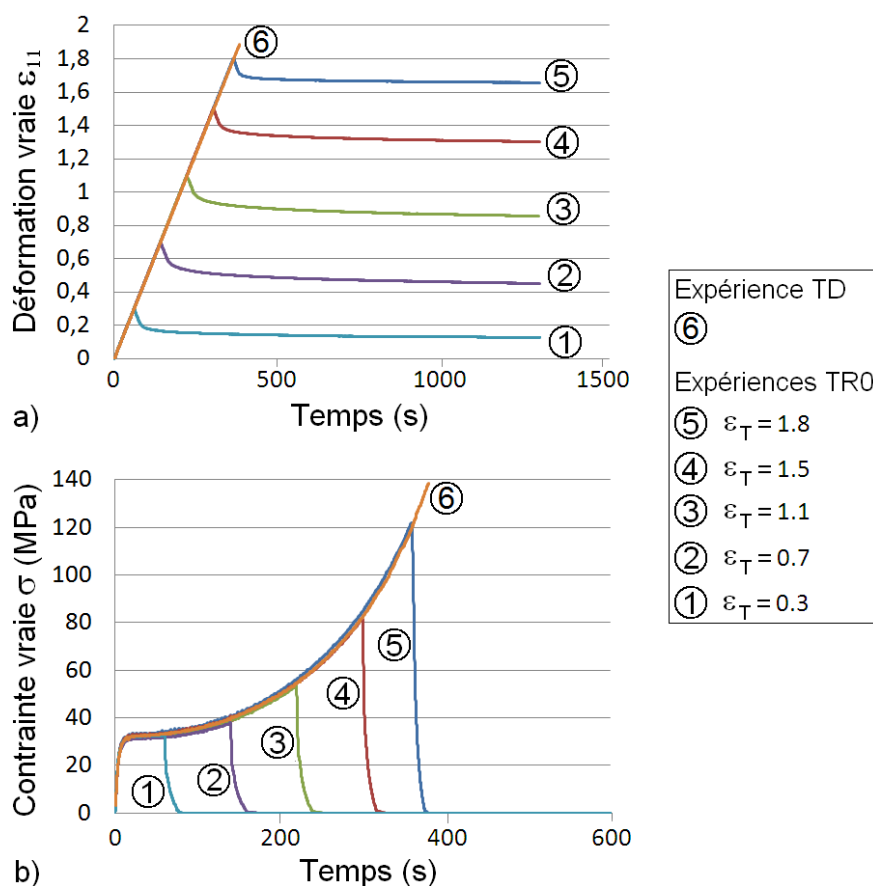 Déformation vraie ε11
2
1,8
1,6
1,4
1,2
1
0,8
0,6
0,4
0,2
0
0 500 1000 1500
6
5
4
3
2
1
a) Temps (s)
Contrainte vraie σ (MPa)
140
120
100
80
60
40
20
0
0 200 400 600
6
5
4
3
2
1
b) Temps (s)
Expérience TD
6
Expériences TR0
5 εT = 1.8
4 εT = 1.5
3 εT = 1.1
2 εT = 0.7
1 εT = 0.3